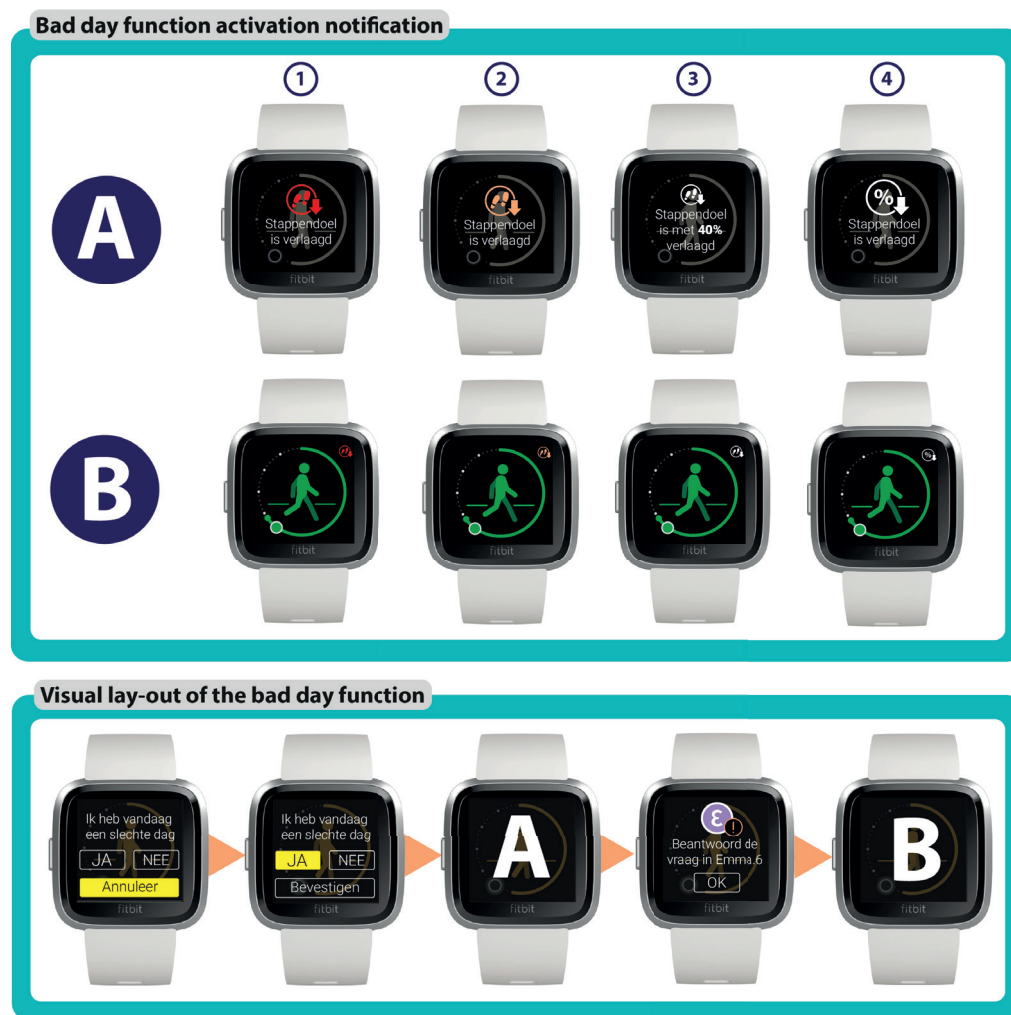 Bad day function activation notification
1 2 3 4
A
Stappendoel
is verlaagd
fitbit
Stappendoel
is verlaagd
fitbit
Stappendoel
is met 40%
verlaagd
fitbit
%
Stappendoel
is verlaagd
fitbit
B
fitbit
fitbit
fitbit
%
fitbit
Visual lay-out of the bad day function
Ik heb vandaag
een slechte dag
JA NEE
Annuleer
fitbit
Ik heb vandaag
een slechte dag
JA NEE
Bevestigen
fitbit
A
fitbit
ε
!
Beantwoord de
vraag in Emma.6
OK
fitbit
B
fitbit